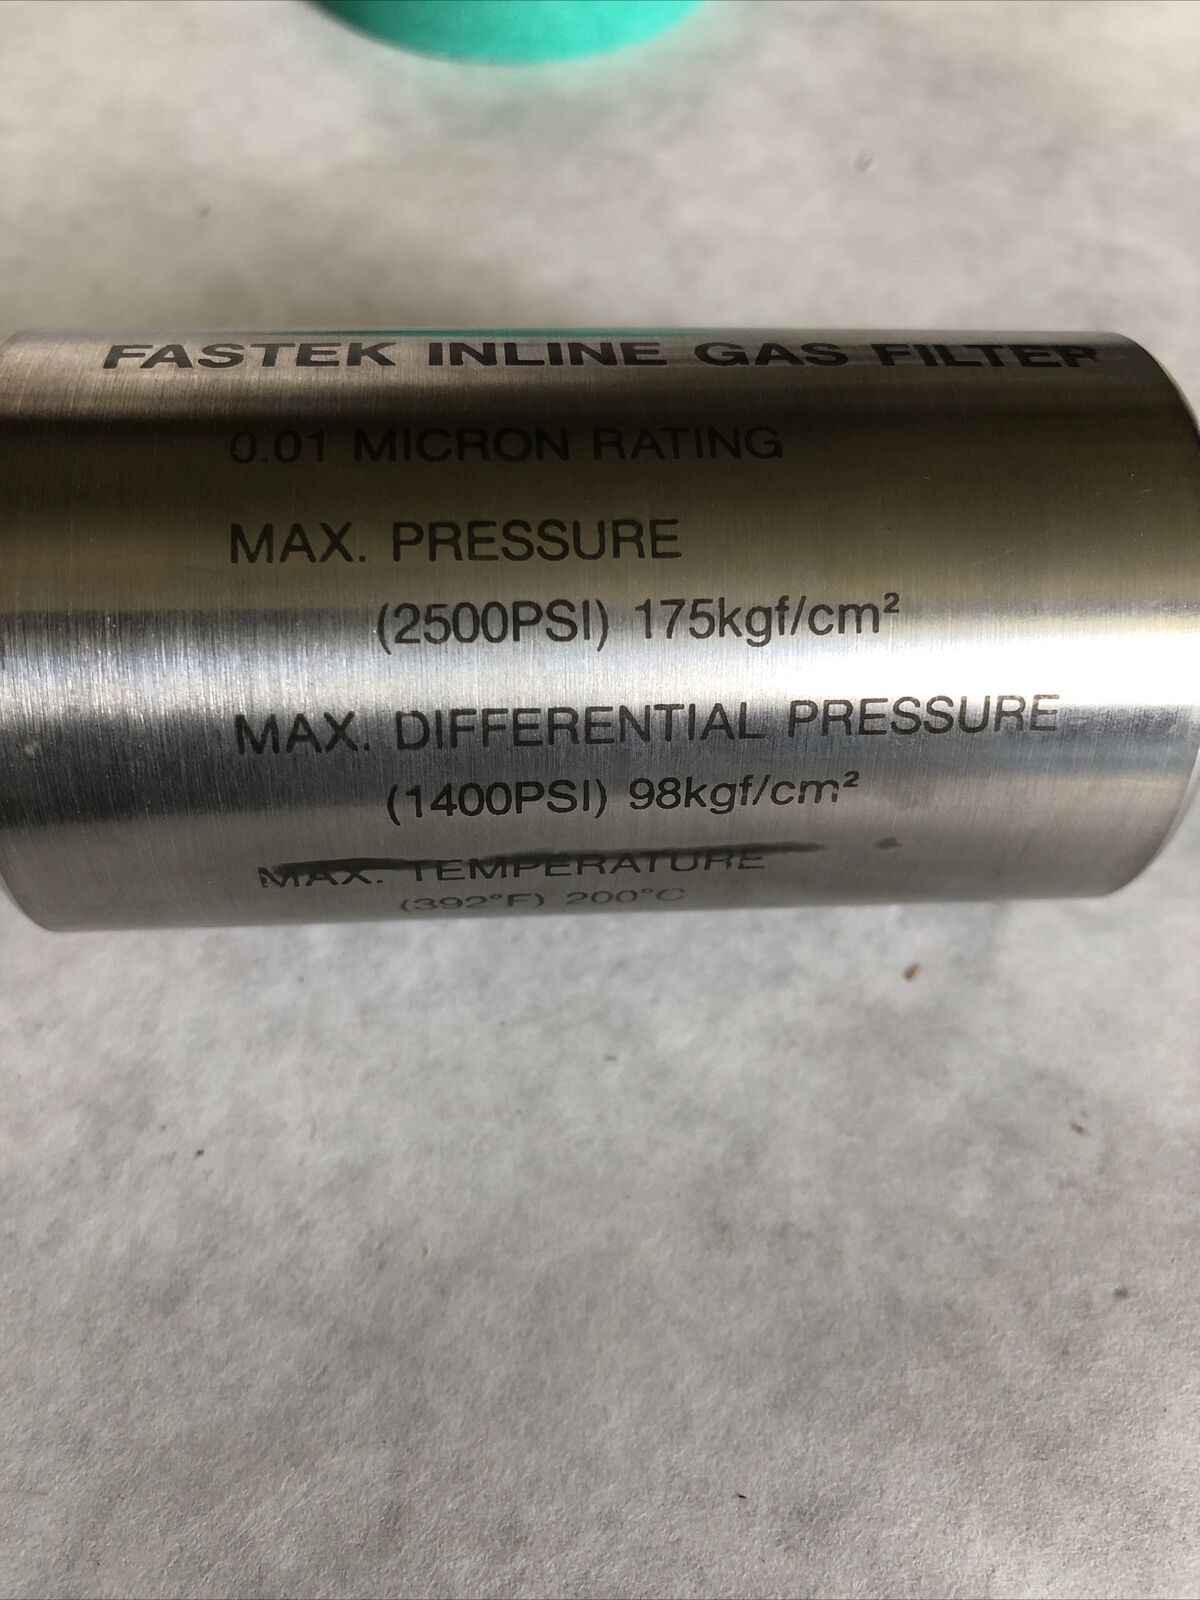 FASTEK INLINE GAS FILTER
0.01 MICRON RATING
MAX. PRESSURE
(2500PSI) 175kgf/cm²
MAX. DIFFERENTIAL PRESSURE
(1400PSI) 98kgf/cm²
MAX. TEMPERATURE
(392°F) 200°C